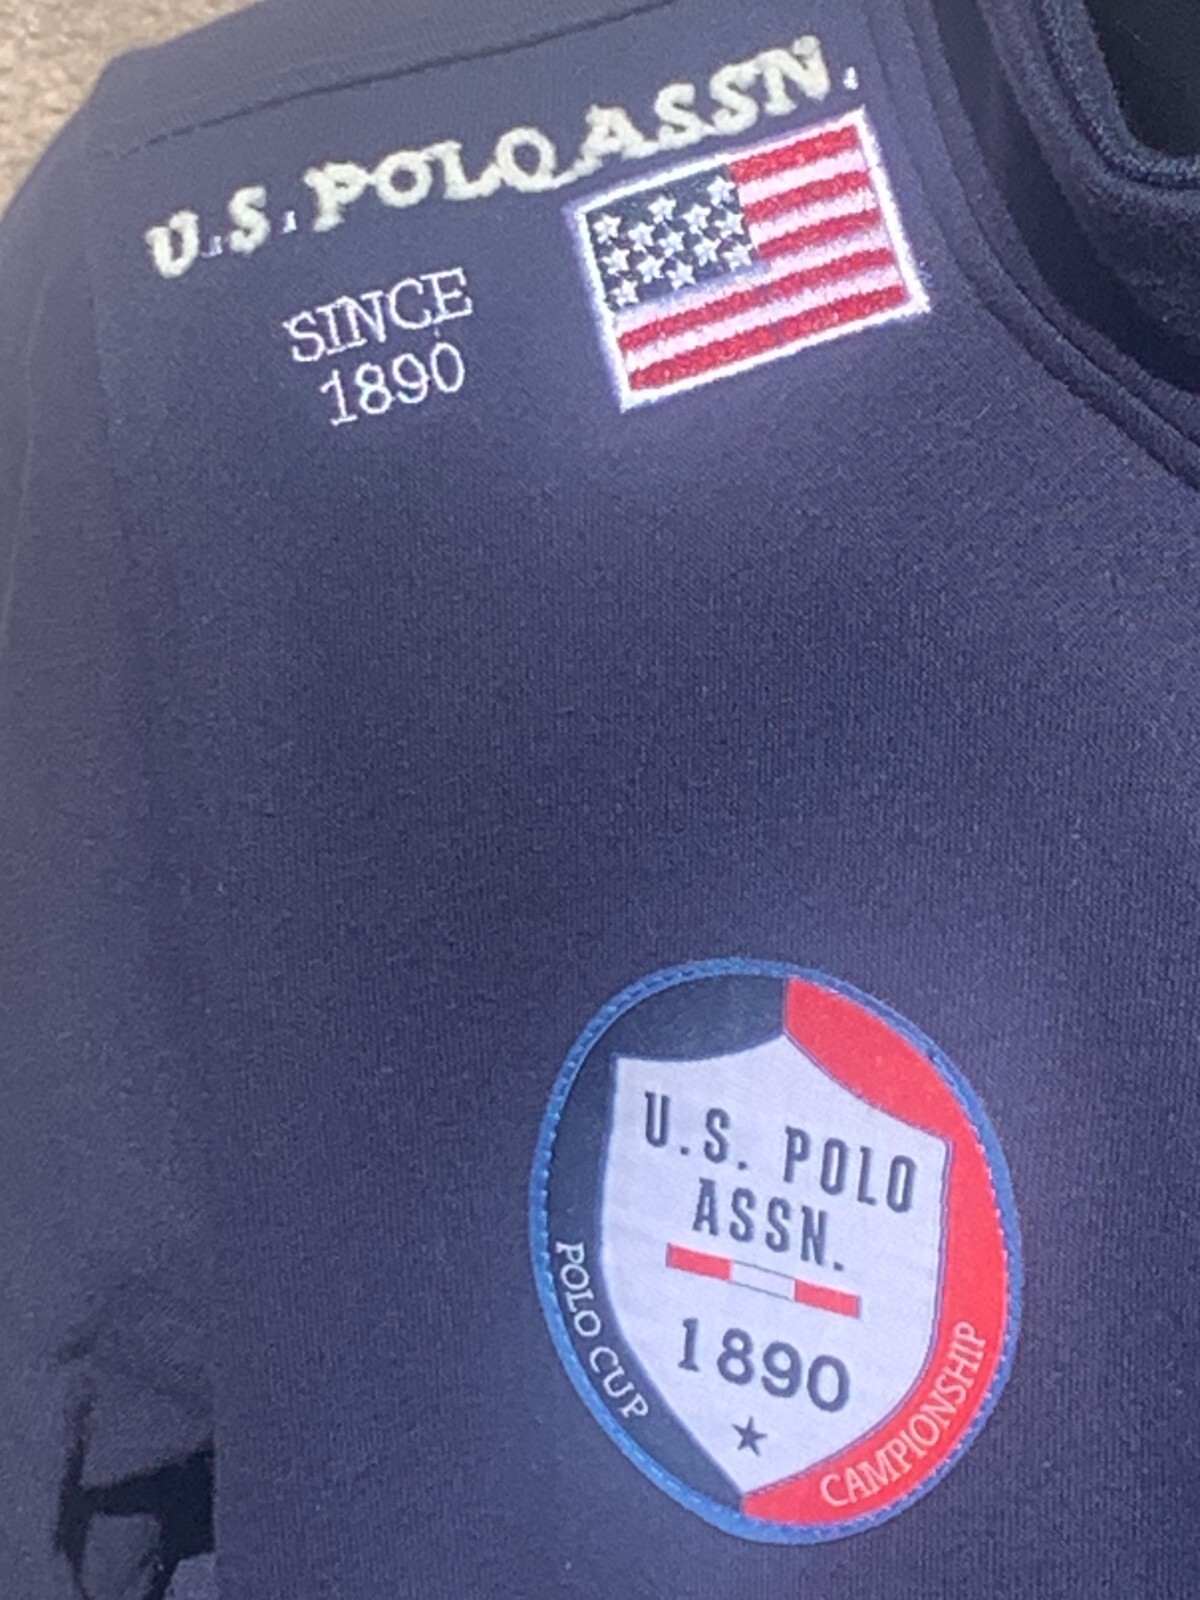 U.S. POLO ASSN.
SINCE
1890
U.S. POLO
ASSN.
1890
POLO CUP
CAMPIONSHIP